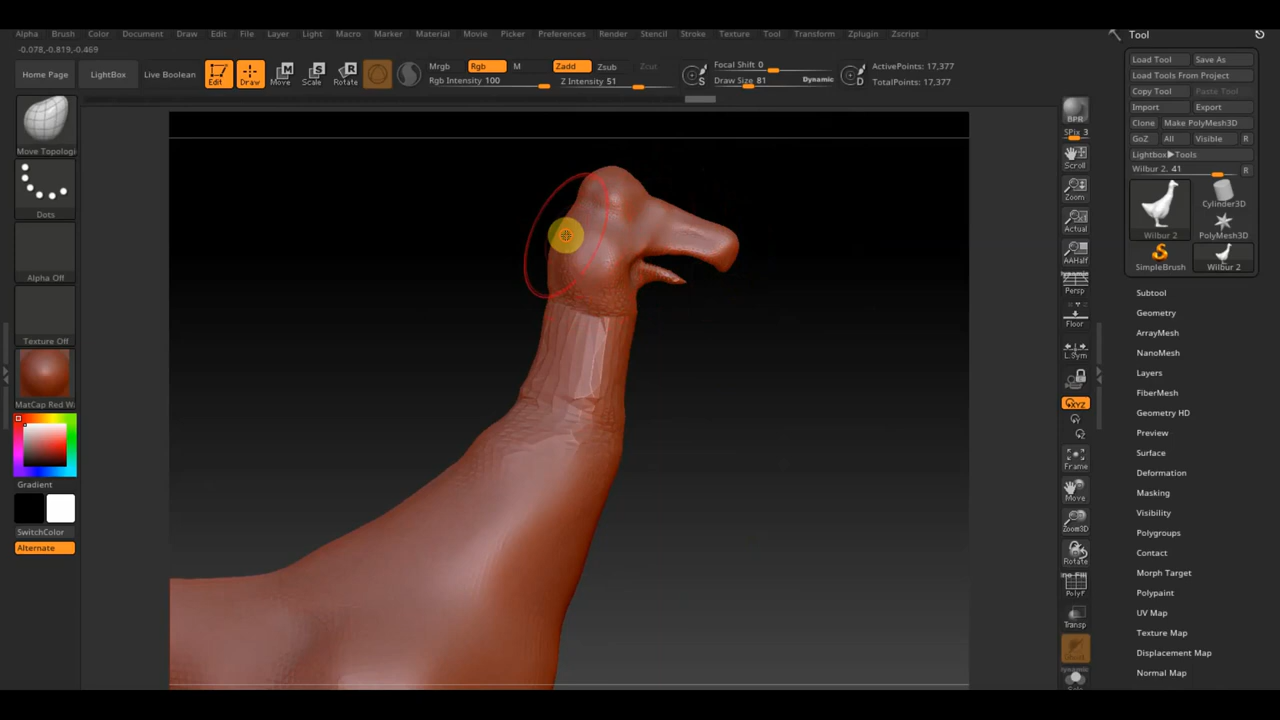 Alpha Brush Color Document Draw Edit File Layer Light Macro Marker Material Movie Picker Preferences Render Stencil Stroke Texture Tool Transform Zplugin Zscript
-0.078,-0.819,-0.469
Home Page
LightBox
Live Boolean
Edit
Draw
Move
Scale
Rotate
Mrgb Rgb M
Rgb Intensity 100
Zadd Zsub Zcut
Z Intensity 51
S
Focal Shift 0
Draw Size 81
Dynamic
D
ActivePoints: 17,377
TotalPoints: 17,377
Move Topologi
Dots
Alpha Off
Texture Off
MatCap Red Wa
Gradient
SwitchColor
Alternate
BPR
SPix 3
Scroll
Zoom
Actual
AAHalf
Dynamic
Persp
Floor
L.Sym
XYZ
Y
Z
Frame
Move
Zoom3D
Rotate
PolyF
Transp
Dynamic
Tool
Load Tool Save As
Load Tools From Project
Copy Tool Paste Tool
Import Export
Clone Make PolyMesh3D
GoZ All Visible R
Lightbox▶Tools
Wilbur 2. 41 R
Wilbur 2
Cylinder3D
PolyMesh3D
SimpleBrush
Wilbur 2
Subtool
Geometry
ArrayMesh
NanoMesh
Layers
FiberMesh
Geometry HD
Preview
Surface
Deformation
Masking
Visibility
Polygroups
Contact
Morph Target
Polypaint
UV Map
Texture Map
Displacement Map
Normal Map